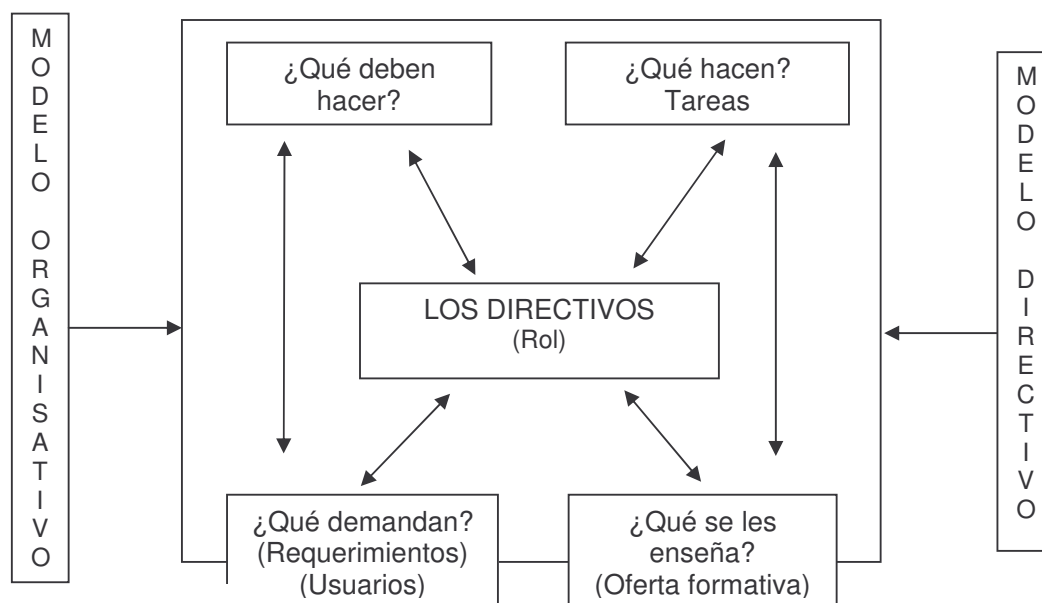 MODELO ORGANISATIVO
¿Qué deben
hacer?
¿Qué hacen?
Tareas
LOS DIRECTIVOS
(Rol)
¿Qué demandan?
(Requerimientos)
(Usuarios)
¿Qué se les
enseña?
(Oferta formativa)
MODELO DIRECTIVO